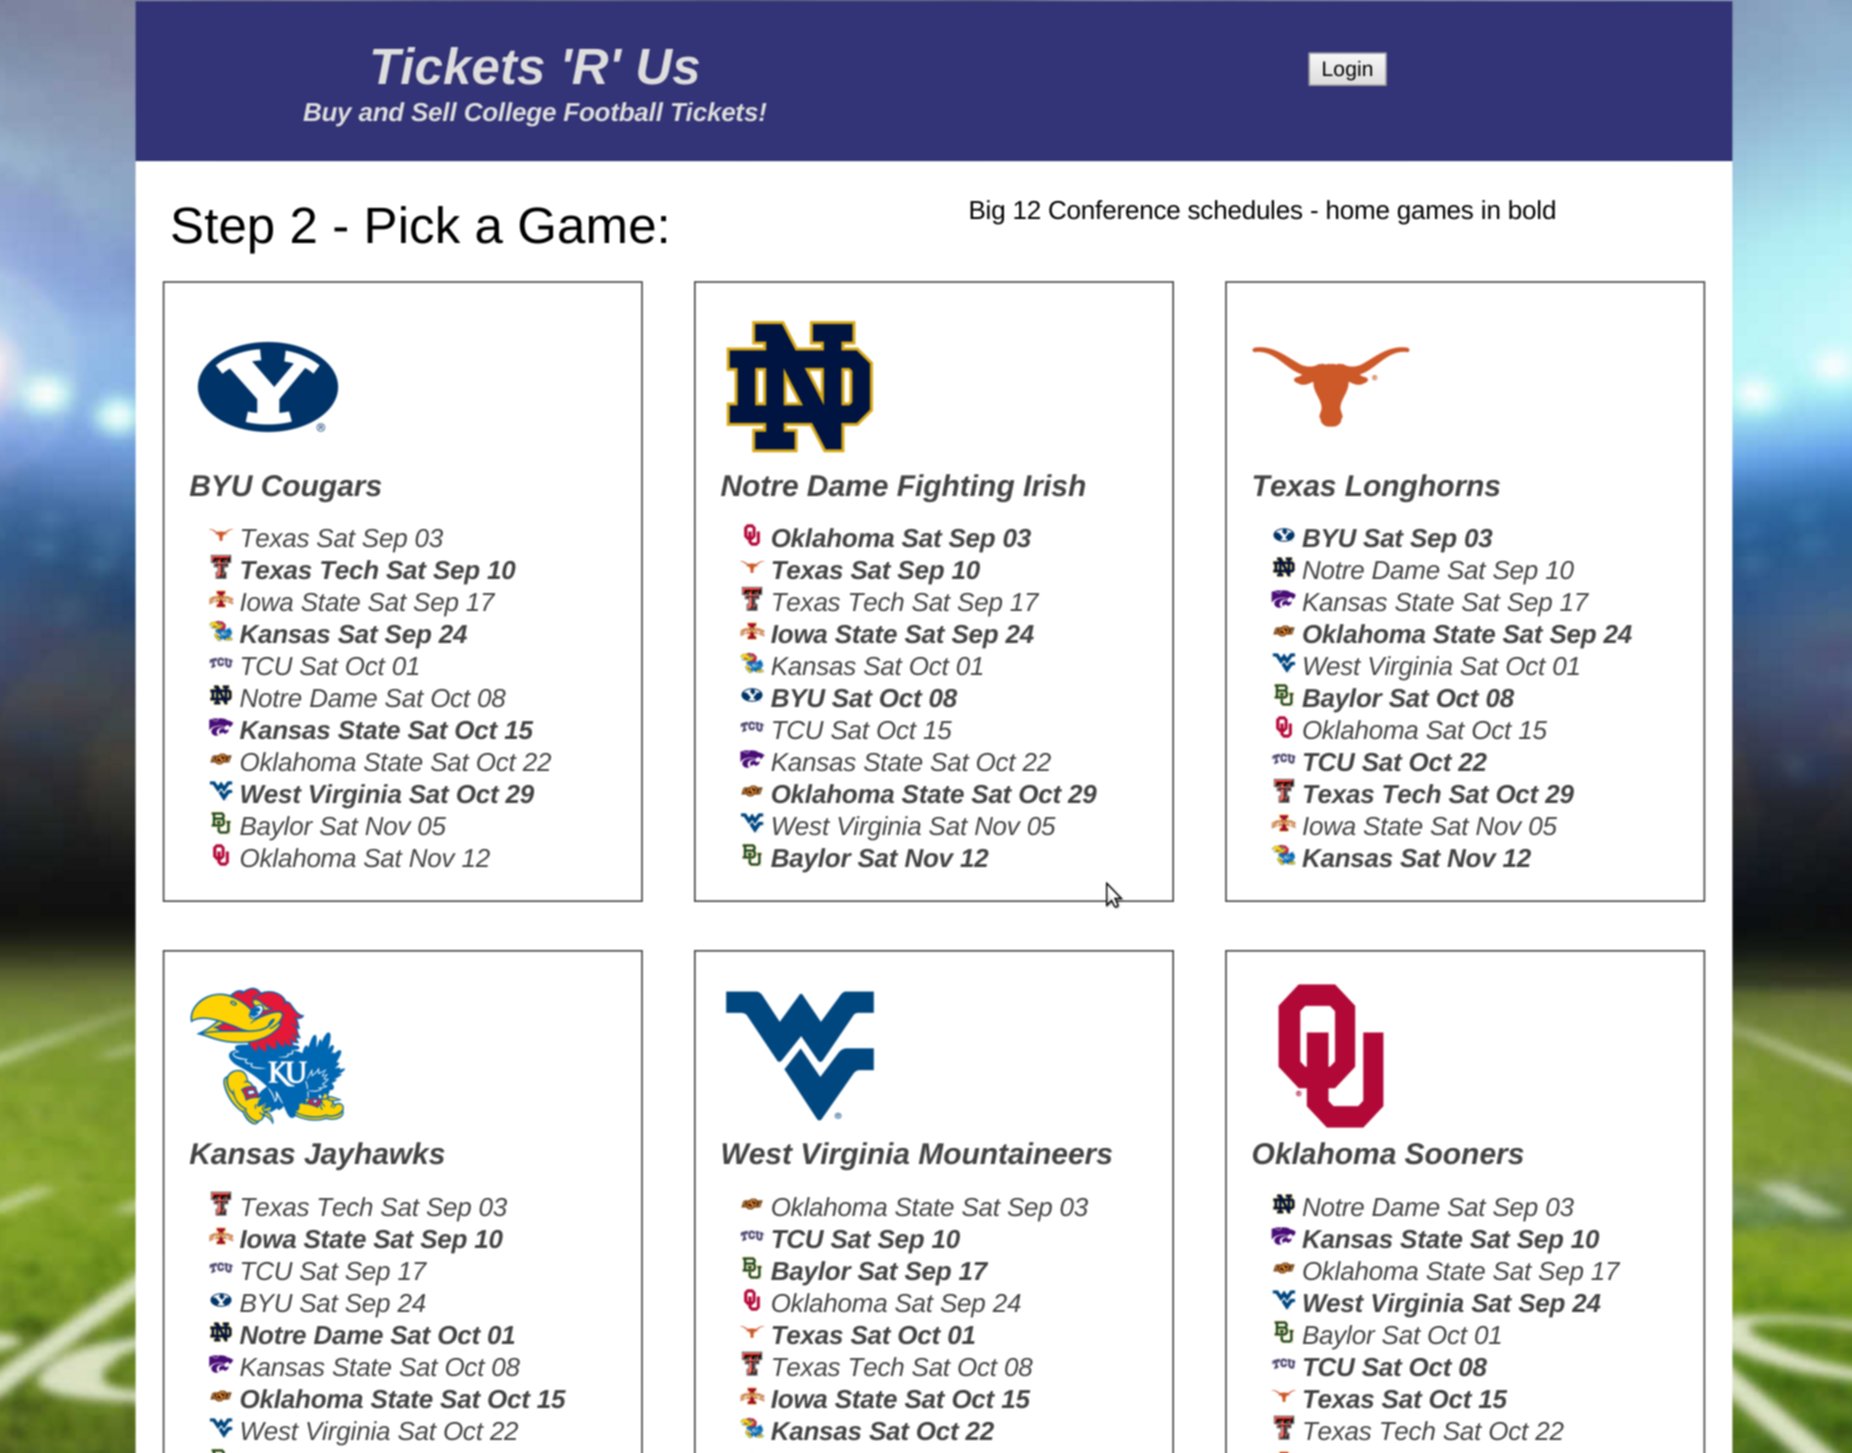 Tickets 'R' Us
Login
Buy and Sell College Football Tickets!
Step 2 - Pick a Game:
Big 12 Conference schedules - home games in bold
BYU Cougars
Texas Sat Sep 03
Texas Tech Sat Sep 10
Iowa State Sat Sep 17
Kansas Sat Sep 24
TCU Sat Oct 01
Notre Dame Sat Oct 08
Kansas State Sat Oct 15
Oklahoma State Sat Oct 22
West Virginia Sat Oct 29
Baylor Sat Nov 05
Oklahoma Sat Nov 12
Notre Dame Fighting Irish
Oklahoma Sat Sep 03
Texas Sat Sep 10
Texas Tech Sat Sep 17
Iowa State Sat Sep 24
Kansas Sat Oct 01
BYU Sat Oct 08
TCU Sat Oct 15
Kansas State Sat Oct 22
Oklahoma State Sat Oct 29
West Virginia Sat Nov 05
Baylor Sat Nov 12
Texas Longhorns
BYU Sat Sep 03
Notre Dame Sat Sep 10
Kansas State Sat Sep 17
Oklahoma State Sat Sep 24
West Virginia Sat Oct 01
Baylor Sat Oct 08
Oklahoma Sat Oct 15
TCU Sat Oct 22
Texas Tech Sat Oct 29
Iowa State Sat Nov 05
Kansas Sat Nov 12
KU
Kansas Jayhawks
Texas Tech Sat Sep 03
Iowa State Sat Sep 10
TCU Sat Sep 17
BYU Sat Sep 24
Notre Dame Sat Oct 01
Kansas State Sat Oct 08
Oklahoma State Sat Oct 15
West Virginia Sat Oct 22
West Virginia Mountaineers
Oklahoma State Sat Sep 03
TCU Sat Sep 10
Baylor Sat Sep 17
Oklahoma Sat Sep 24
Texas Sat Oct 01
Texas Tech Sat Oct 08
Iowa State Sat Oct 15
Kansas Sat Oct 22
Oklahoma Sooners
Notre Dame Sat Sep 03
Kansas State Sat Sep 10
Oklahoma State Sat Sep 17
West Virginia Sat Sep 24
Baylor Sat Oct 01
TCU Sat Oct 08
Texas Sat Oct 15
Texas Tech Sat Oct 22